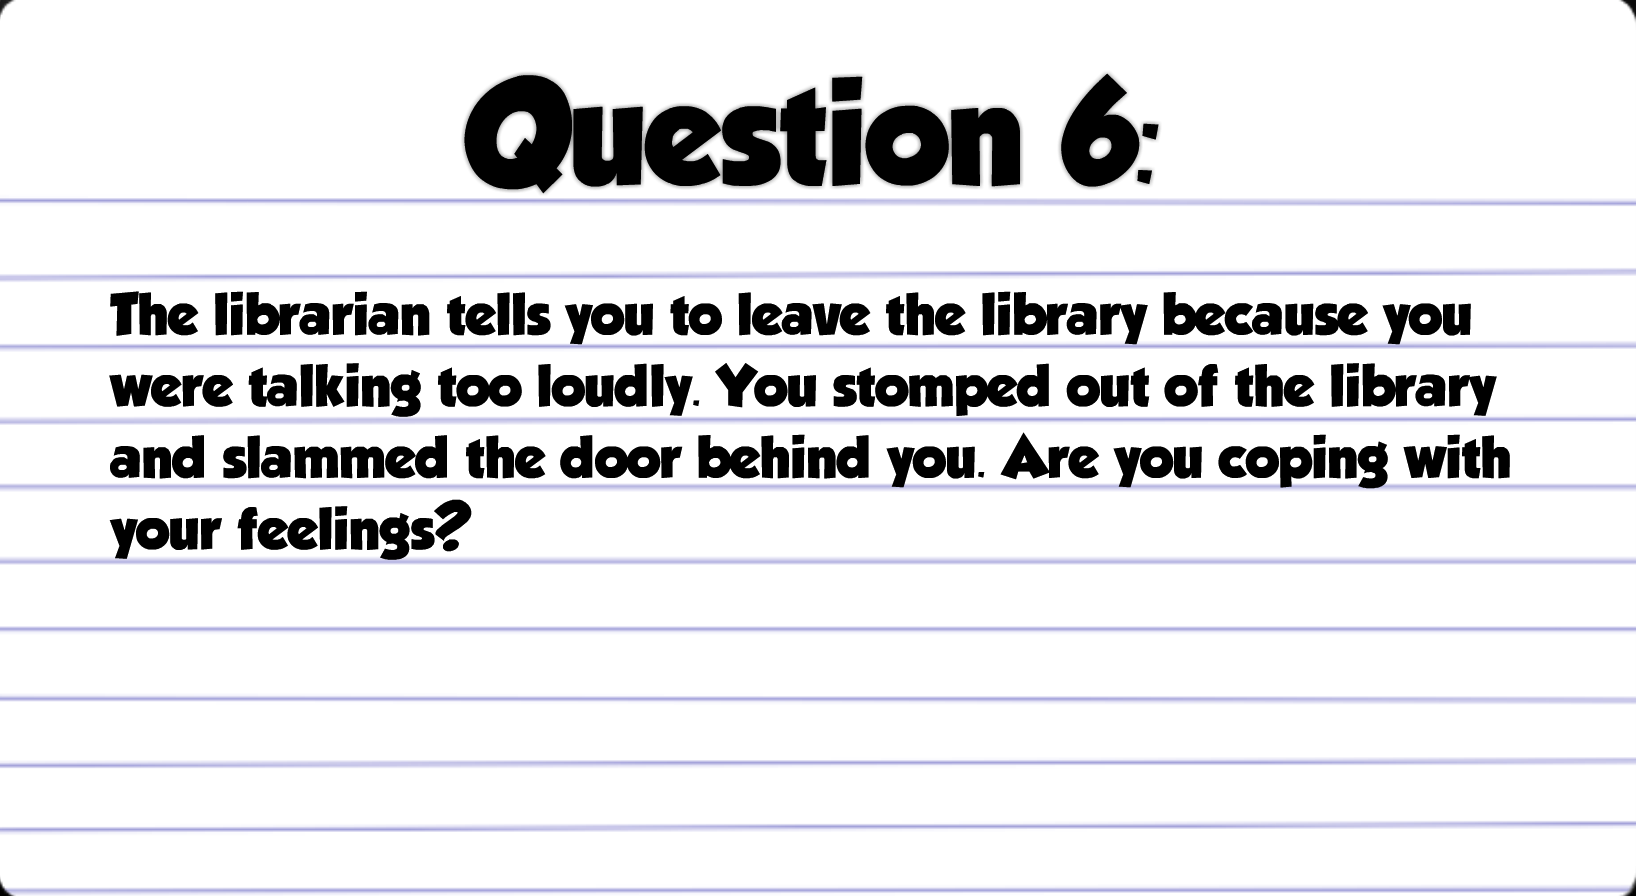 Question 6:
The librarian tells you to leave the library because you
were talking too loudly. You stomped out of the library
and slammed the door behind you. Are you coping with
your feelings?